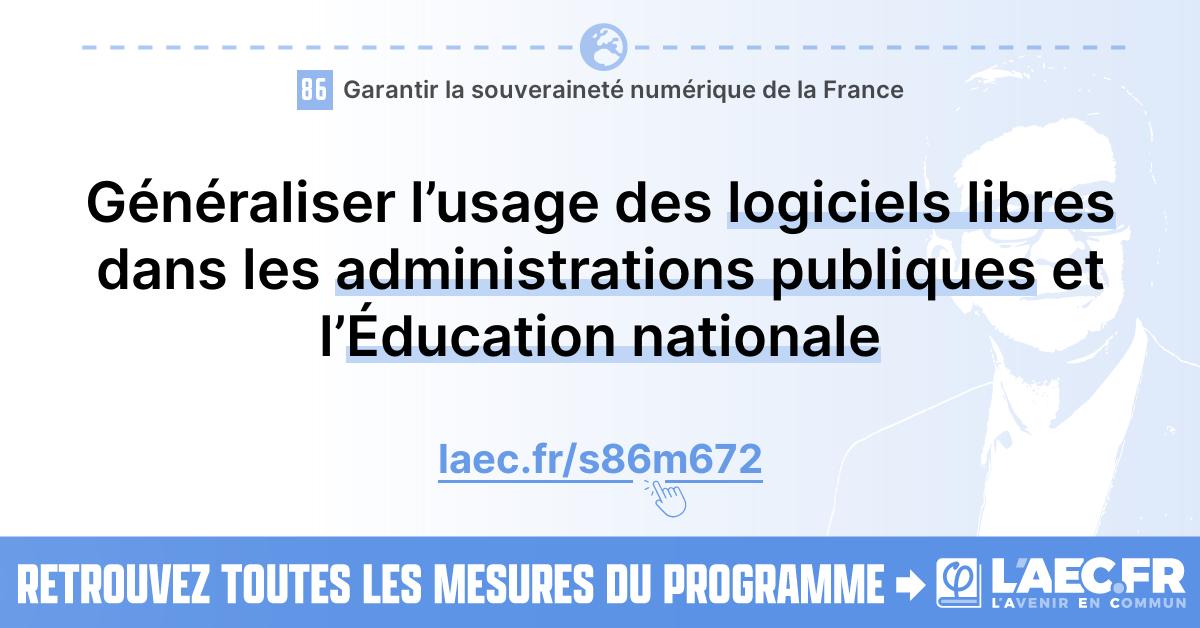 86 Garantir la souveraineté numérique de la France
Généraliser l’usage des logiciels libres
dans les administrations publiques et
l’Éducation nationale
laec.fr/s86m672
RETROUVEZ TOUTES LES MESURES DU PROGRAMME
L'AEC.FR
L'AVENIR EN COMMUN